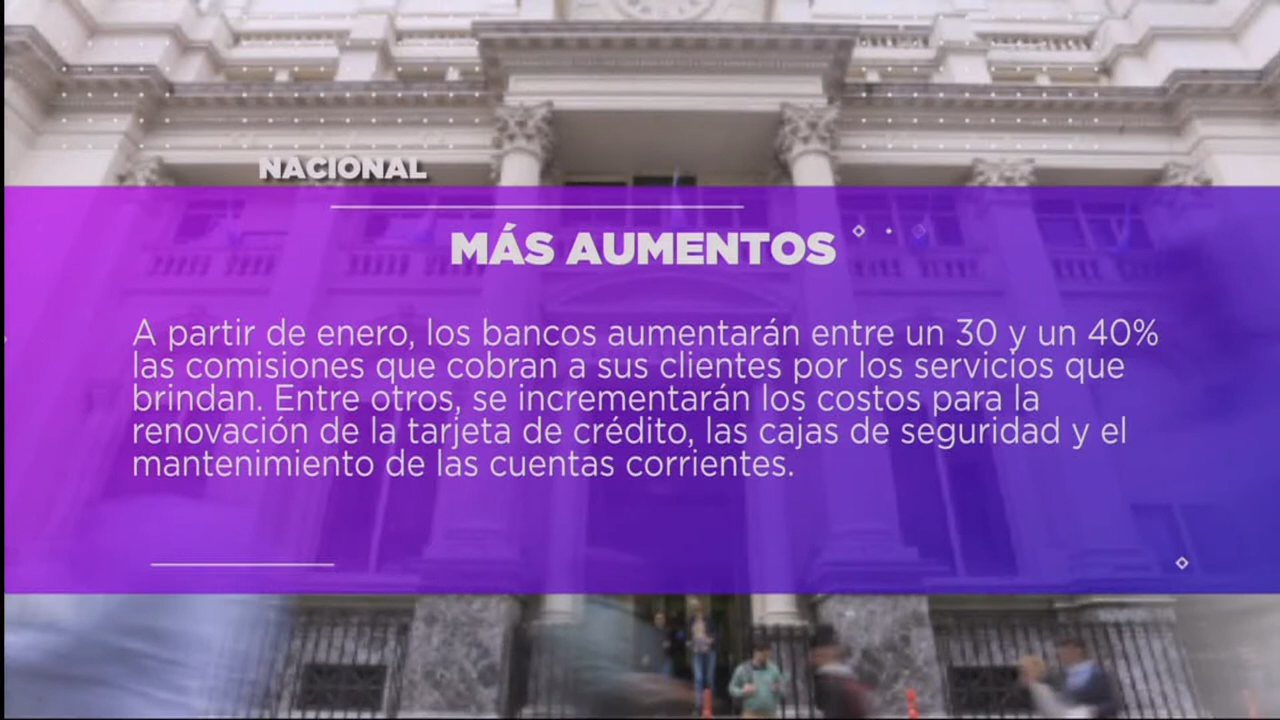 NACIONAL
MÁS AUMENTOS
A partir de enero, los bancos aumentarán entre un 30 y un 40%
las comisiones que cobran a sus clientes por los servicios que
brindan. Entre otros, se incrementarán los costos para la
renovación de la tarjeta de crédito, las cajas de seguridad y el
mantenimiento de las cuentas corrientes.